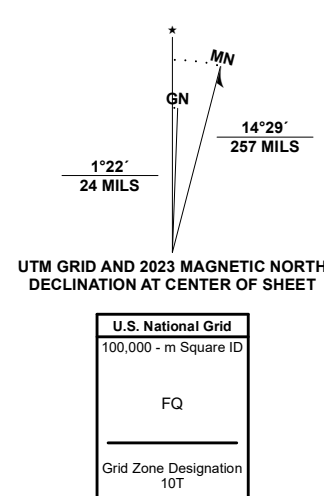 ★
MN
GN
14°29´
257 MILS
1°22´
24 MILS
UTM GRID AND 2023 MAGNETIC NORTH
DECLINATION AT CENTER OF SHEET
U.S. National Grid
100,000 - m Square ID
FQ
Grid Zone Designation
10T